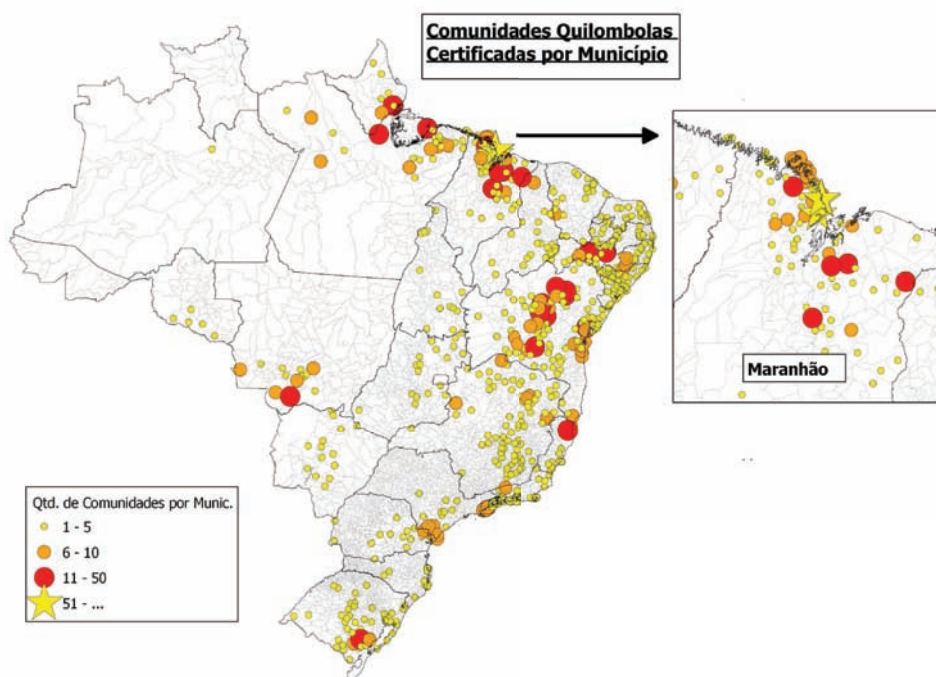 Comunidades Quilombolas
Certificadas por Município
Maranhão
Qtd. de Comunidades por Munic.
1 - 5
6 - 10
11 - 50
51 - ...